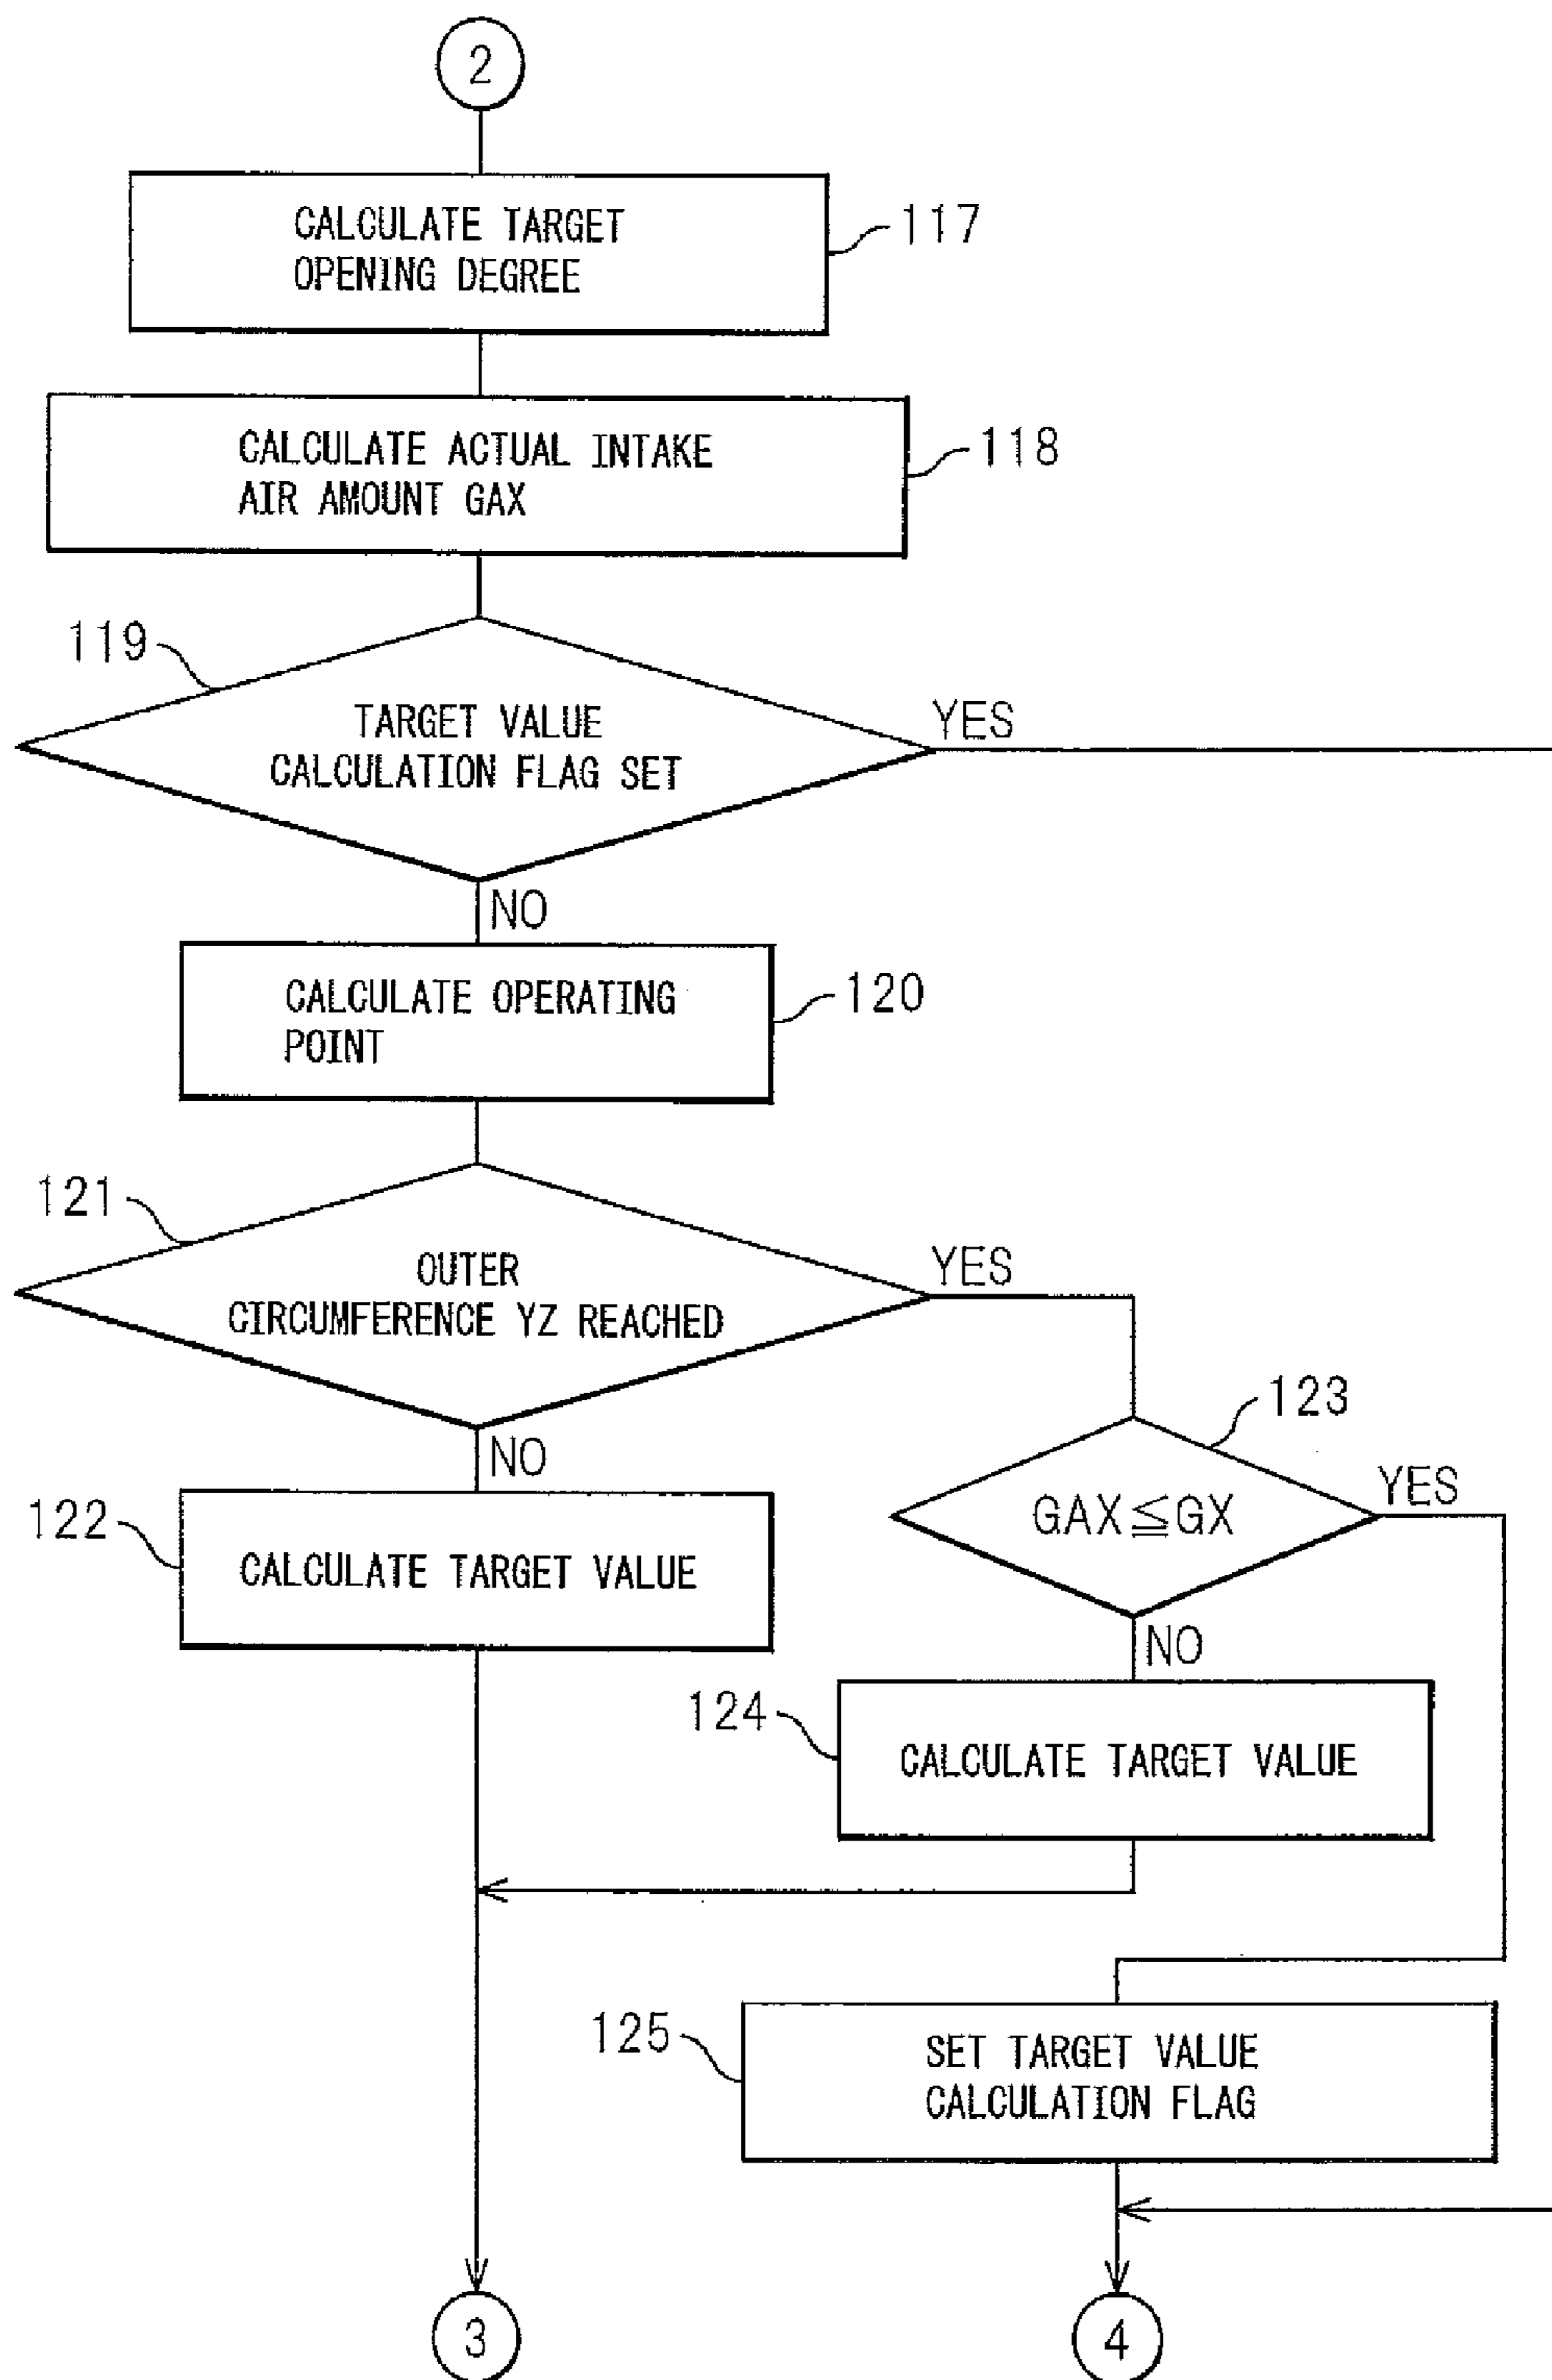 2
CALCULATE TARGET
OPENING DEGREE
117
CALCULATE ACTUAL INTAKE
AIR AMOUNT GAX
118
119
TARGET VALUE
CALCULATION FLAG SET
YES
NO
CALCULATE OPERATING
POINT
120
121
OUTER
CIRCUMFERENCE YZ REACHED
YES
NO
123
GAX≦GX
YES
NO
122
CALCULATE TARGET VALUE
124
CALCULATE TARGET VALUE
125
SET TARGET VALUE
CALCULATION FLAG
3
4